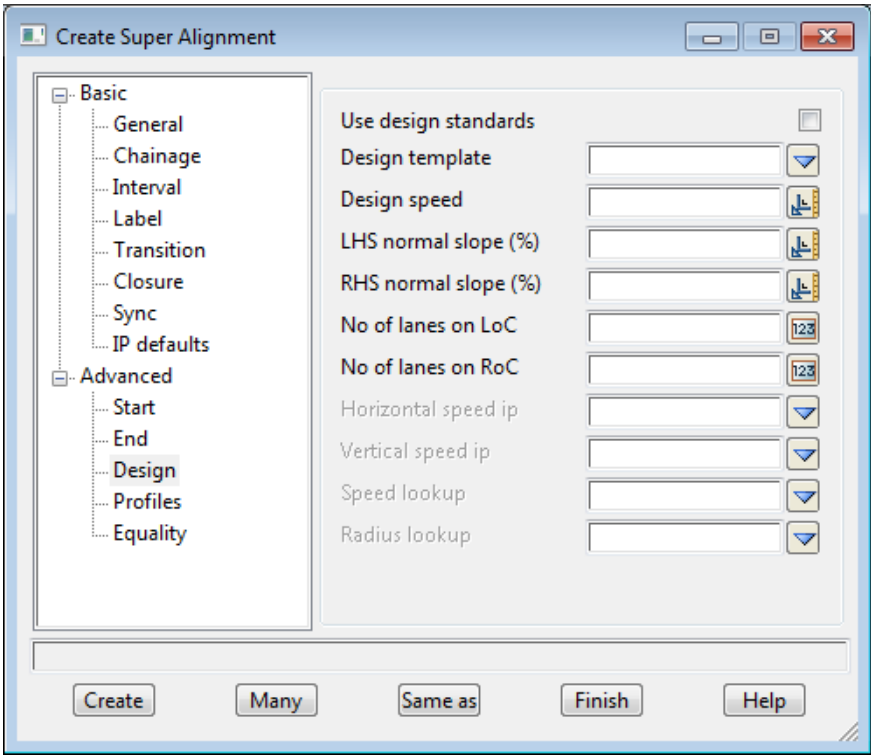 Create Super Alignment
Basic
General
Chainage
Interval
Label
Transition
Closure
Sync
IP defaults
Advanced
Start
End
Design
Profiles
Equality
Use design standards
Design template
Design speed
LHS normal slope (%)
RHS normal slope (%)
No of lanes on LoC
123
No of lanes on RoC
123
Horizontal speed ip
Vertical speed ip
Speed lookup
Radius lookup
Create Many Same as Finish Help